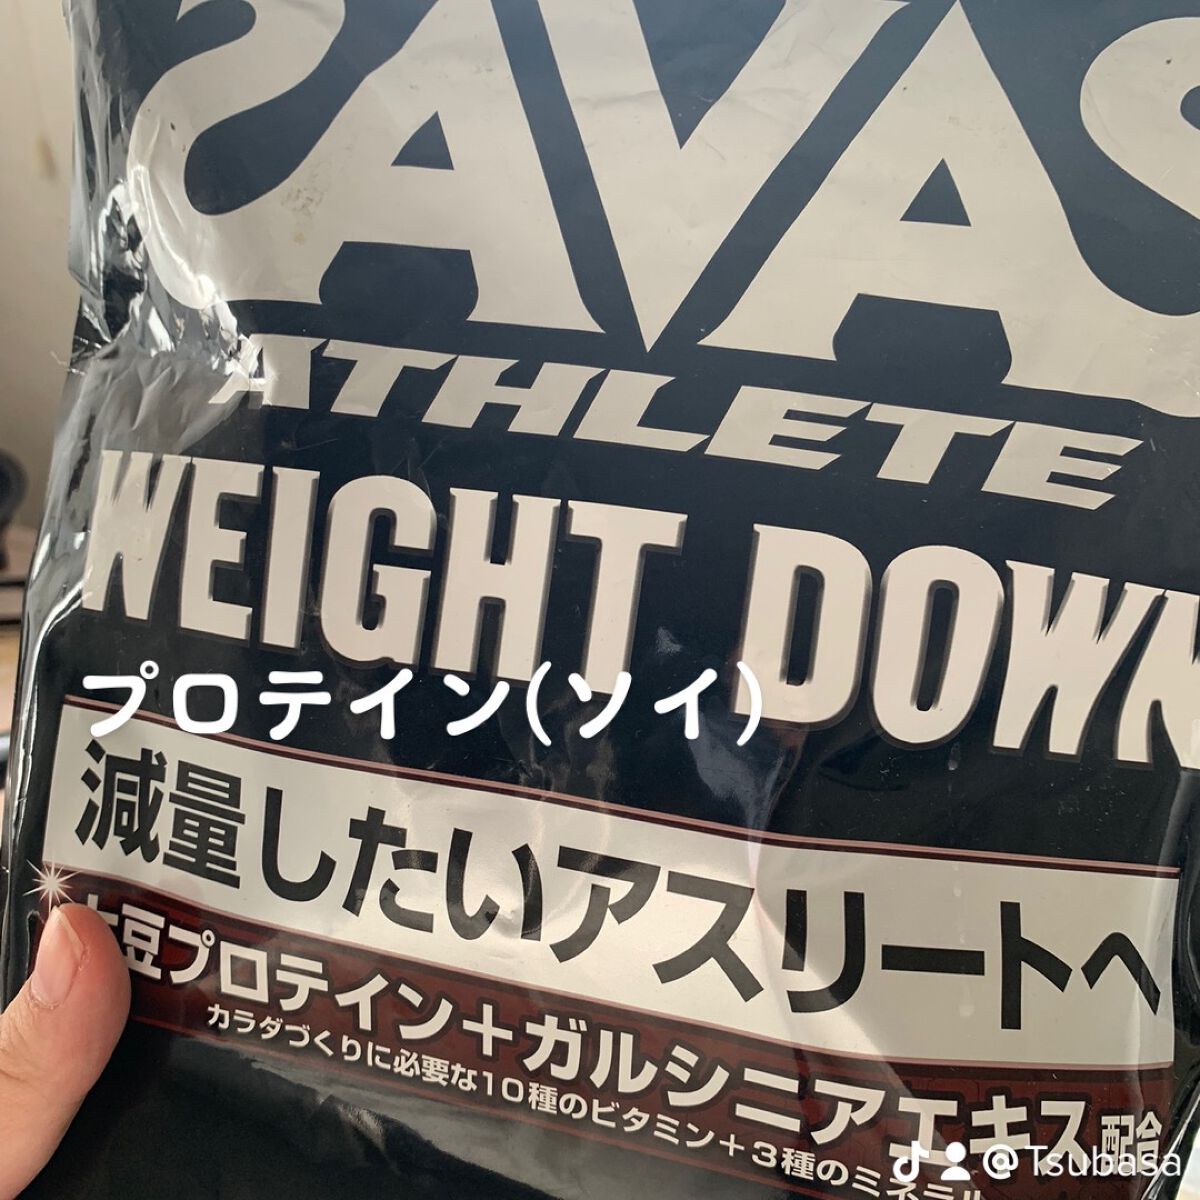 SAVAS
ATHLETE
WEIGHT DOWN
プロテイン(ソイ)
減量したいアスリートへ
大豆プロテイン+ガルシニアエキス配合
カラダづくりに必要な10種のビタミン+3種のミネラル
@Tsubasa